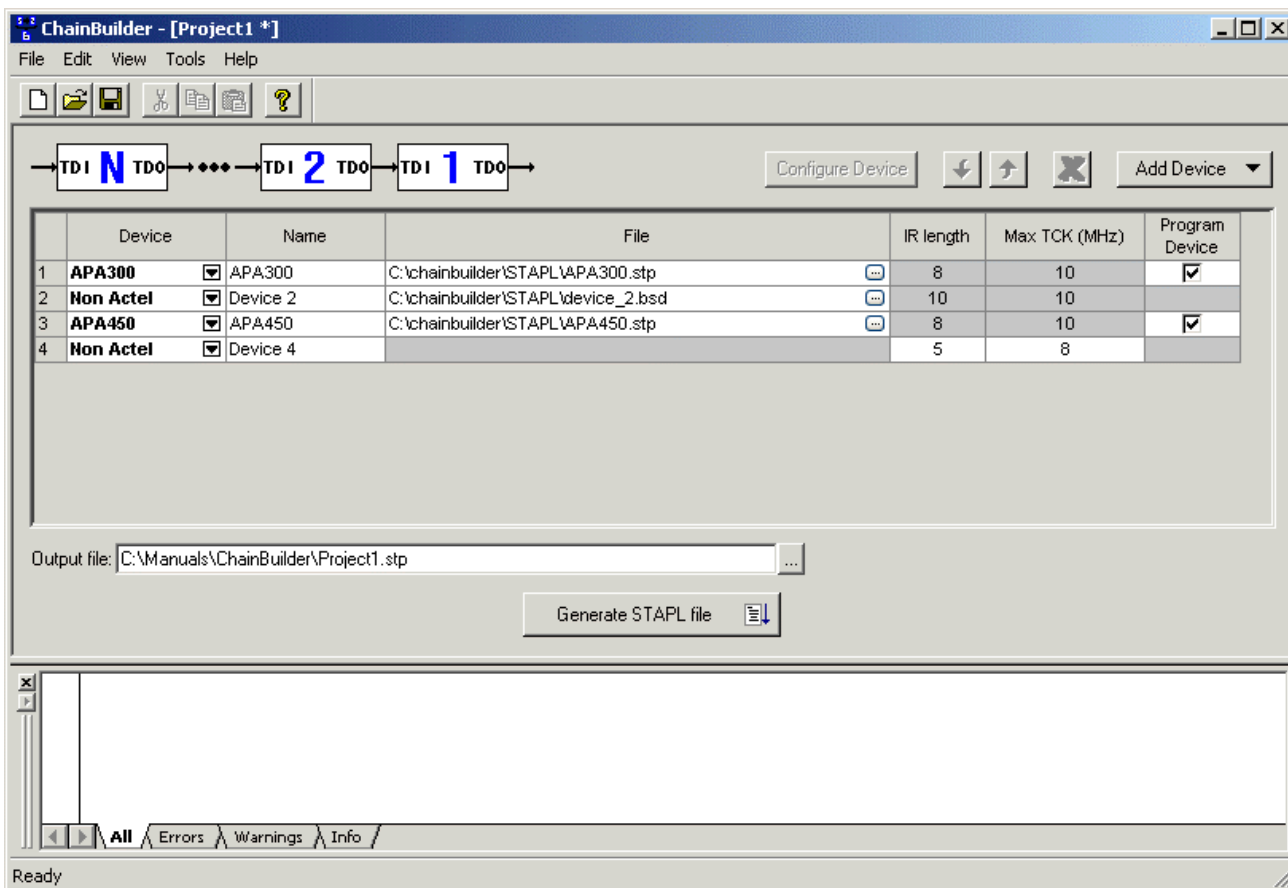 ChainBuilder - [Project1 *]
File Edit View Tools Help
TDI N TDO TDI 2 TDO TDI 1 TDO Configure Device Add Device
Device Name File IR length Max TCK (MHz) Program Device
1 APA300 APA300 C:\chainbuilder\STAPL\APA300.stp ... 8 10
2 Non Actel Device 2 C:\chainbuilder\STAPL\device_2.bsd ... 10 10
3 APA450 APA450 C:\chainbuilder\STAPL\APA450.stp ... 8 10
4 Non Actel Device 4 5 8
Output file: C:\Manuals\ChainBuilder\Project1.stp ...
Generate STAPL file
All Errors Warnings Info
Ready